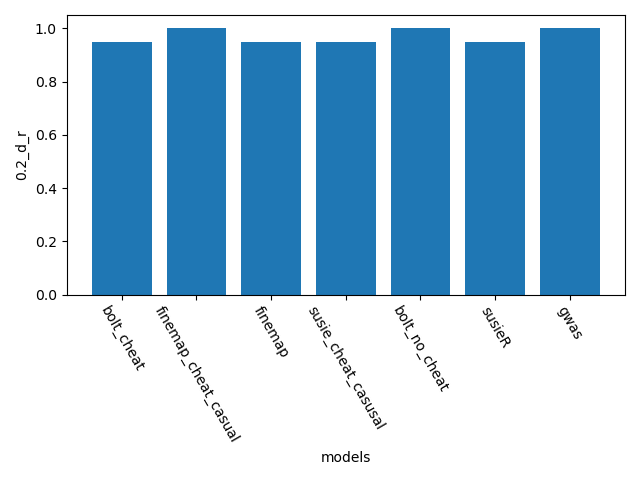 1.0
0.8
0.6
0.4
0.2
0.0
0.2_d_r
bolt_cheat
finemap_cheat_casual
finemap
susie_cheat_casusal
bolt_no_cheat
susieR
gwas
models